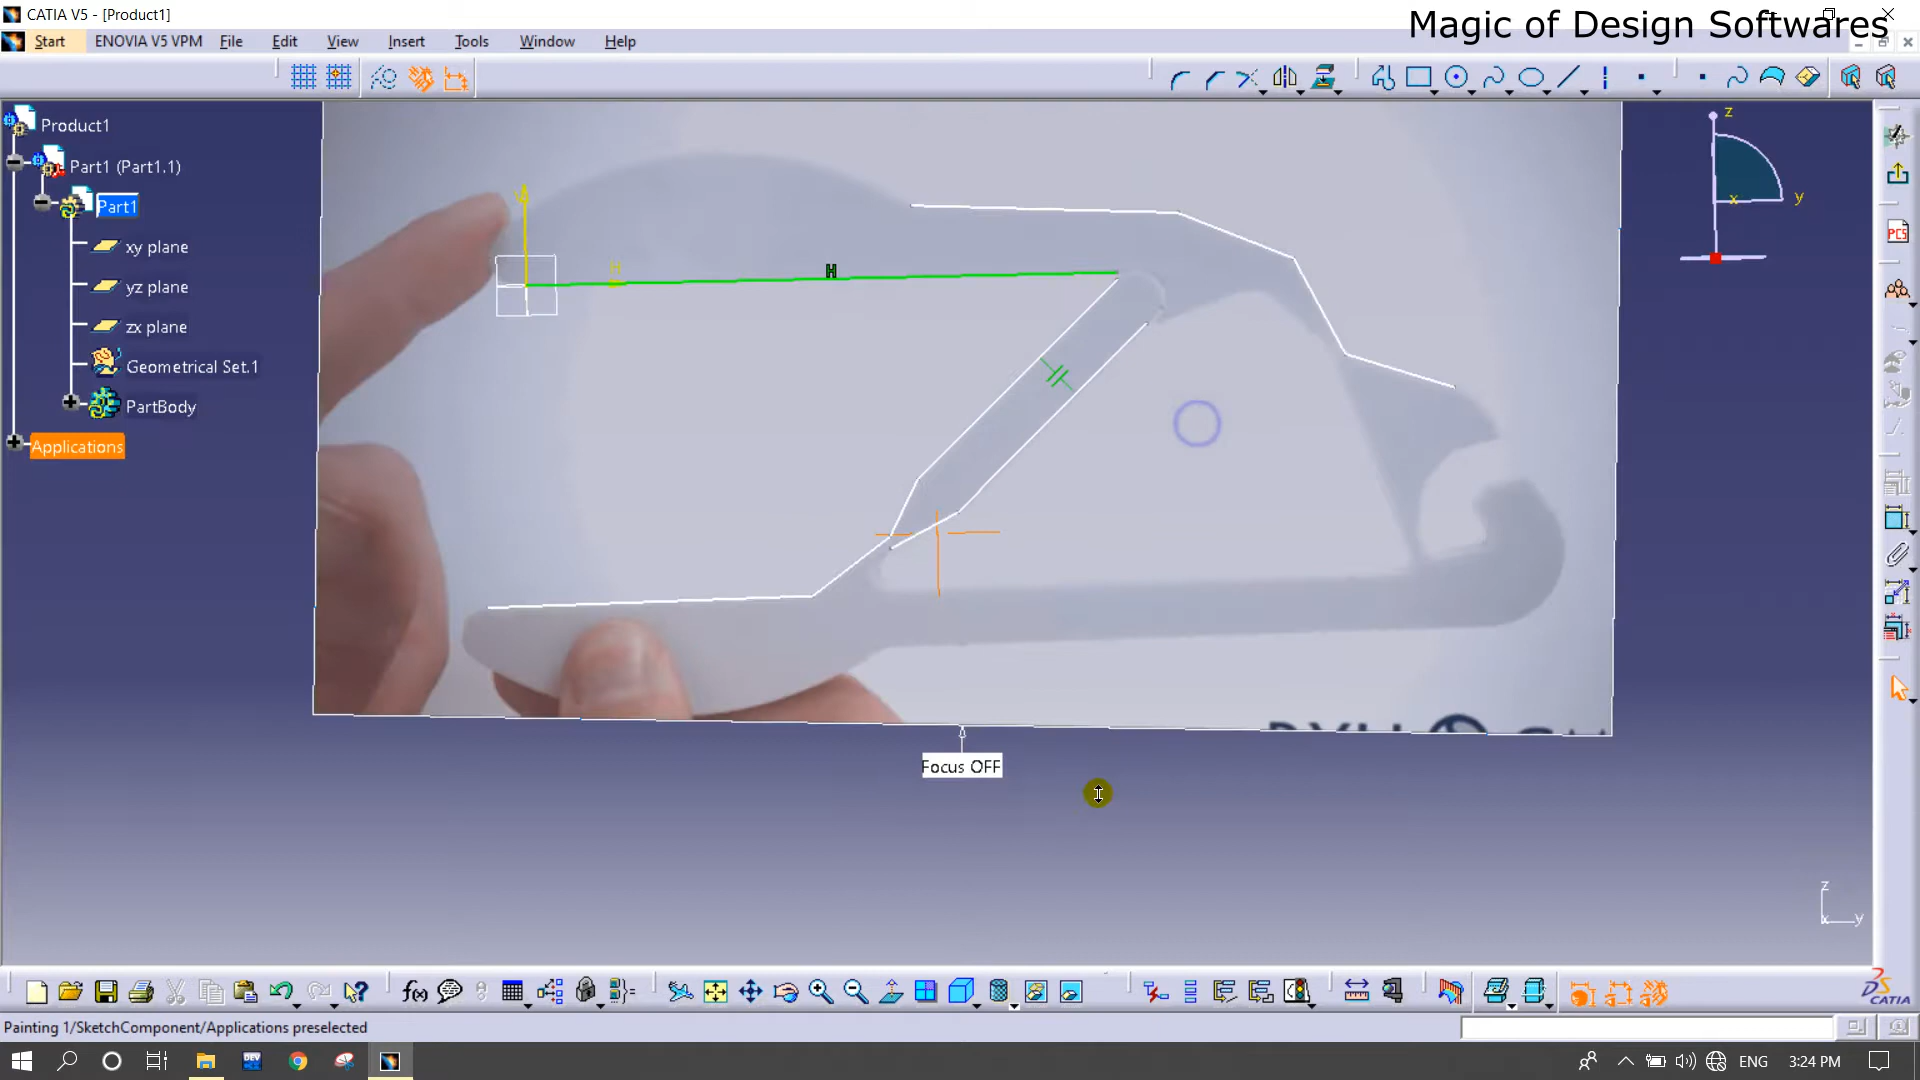 CATIA V5 - [Product1]
Magic of Design Softwares
Start ENOVIA V5 VPM File Edit View Insert Tools Window Help
Product1
Part1 (Part1.1)
Part1
xy plane
yz plane
zx plane
Geometrical Set.1
PartBody
Applications
z
x
y
H
H
PCS
Focus OFF
z
x y
f(x)
CATIA
Painting 1/SketchComponent/Applications preselected
DEV
ENG 3:24 PM